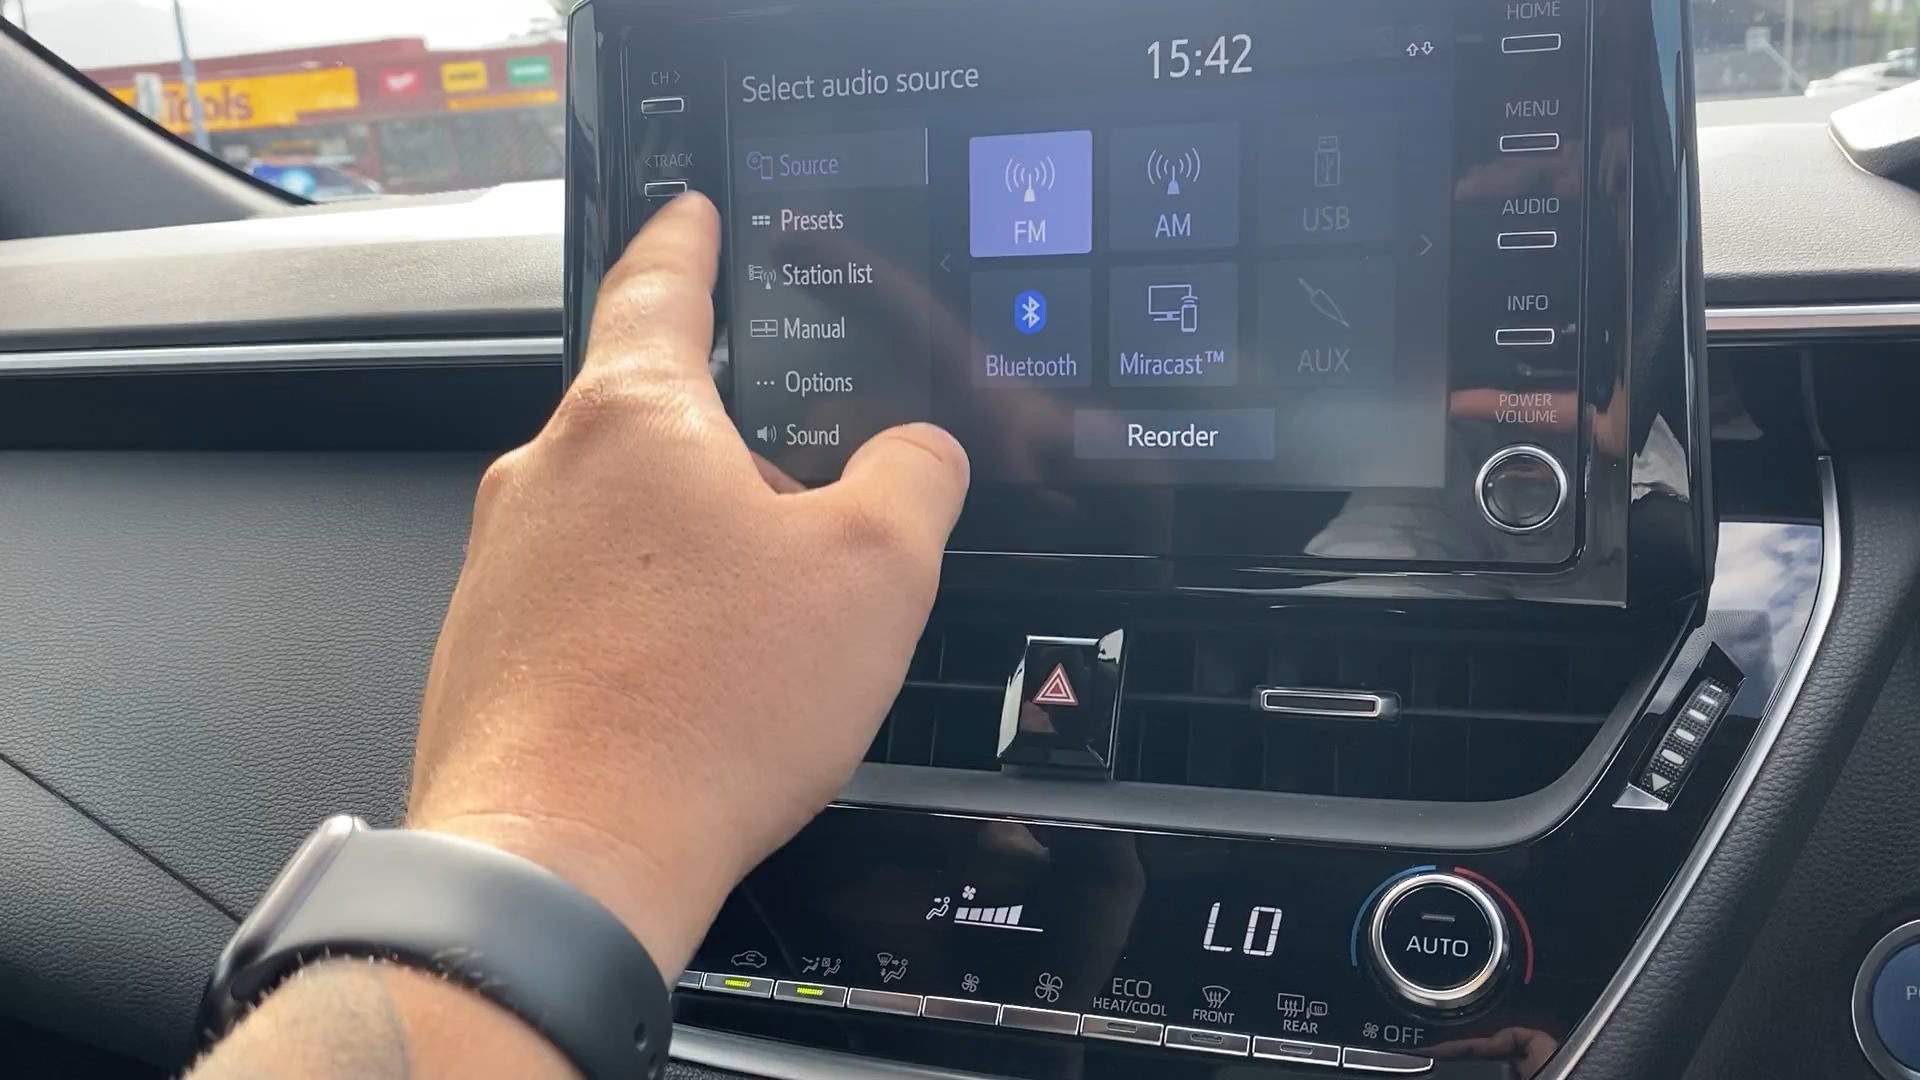 Tools
CH >
< TRACK
Select audio source
15:42
Source
Presets
Station list
Manual
Options
Sound
FM
AM
USB
Bluetooth
Miracast™
AUX
Reorder
HOME
MENU
AUDIO
INFO
POWER
VOLUME
LO
AUTO
ECO
HEAT/COOL
FRONT
REAR
OFF